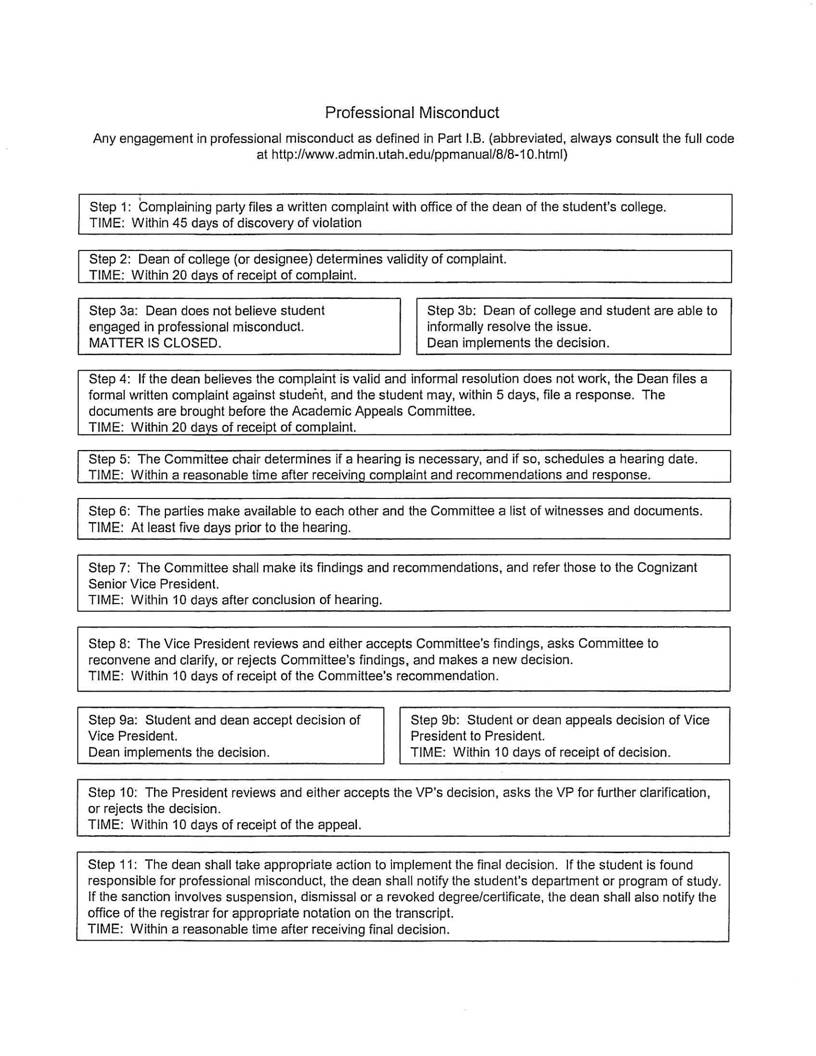 Professional Misconduct
Any engagement in professional misconduct as defined in Part I.B. (abbreviated, always consult the full code
at http://www.admin.utah.edu/ppmanual/8/8-10.html)
Step 1: Complaining party files a written complaint with office of the dean of the student's college.
TIME: Within 45 days of discovery of violation
Step 2: Dean of college (or designee) determines validity of complaint.
TIME: Within 20 days of receipt of complaint.
Step 3a: Dean does not believe student
engaged in professional misconduct.
MATTER IS CLOSED.
Step 3b: Dean of college and student are able to
informally resolve the issue.
Dean implements the decision.
Step 4: If the dean believes the complaint is valid and informal resolution does not work, the Dean files a
formal written complaint against student, and the student may, within 5 days, file a response. The
documents are brought before the Academic Appeals Committee.
TIME: Within 20 days of receipt of complaint.
Step 5: The Committee chair determines if a hearing is necessary, and if so, schedules a hearing date.
TIME: Within a reasonable time after receiving complaint and recommendations and response.
Step 6: The parties make available to each other and the Committee a list of witnesses and documents.
TIME: At least five days prior to the hearing.
Step 7: The Committee shall make its findings and recommendations, and refer those to the Cognizant
Senior Vice President.
TIME: Within 10 days after conclusion of hearing.
Step 8: The Vice President reviews and either accepts Committee's findings, asks Committee to
reconvene and clarify, or rejects Committee's findings, and makes a new decision.
TIME: Within 10 days of receipt of the Committee's recommendation.
Step 9a: Student and dean accept decision of
Vice President.
Dean implements the decision.
Step 9b: Student or dean appeals decision of Vice
President to President.
TIME: Within 10 days of receipt of decision.
Step 10: The President reviews and either accepts the VP's decision, asks the VP for further clarification,
or rejects the decision.
TIME: Within 10 days of receipt of the appeal.
Step 11: The dean shall take appropriate action to implement the final decision. If the student is found
responsible for professional misconduct, the dean shall notify the student's department or program of study.
If the sanction involves suspension, dismissal or a revoked degree/certificate, the dean shall also notify the
office of the registrar for appropriate notation on the transcript.
TIME: Within a reasonable time after receiving final decision.